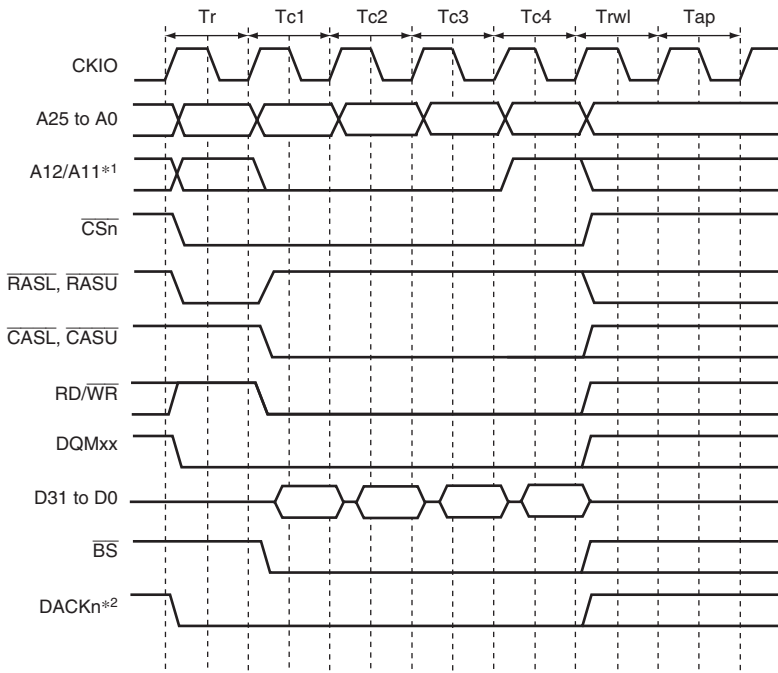 Tr Tc1 Tc2 Tc3 Tc4 Trwl Tap
CKIO
A25 to A0
A12/A11*1
CSn
RASL, RASU
CASL, CASU
RD/WR
DQMxx
D31 to D0
BS
DACKn*2